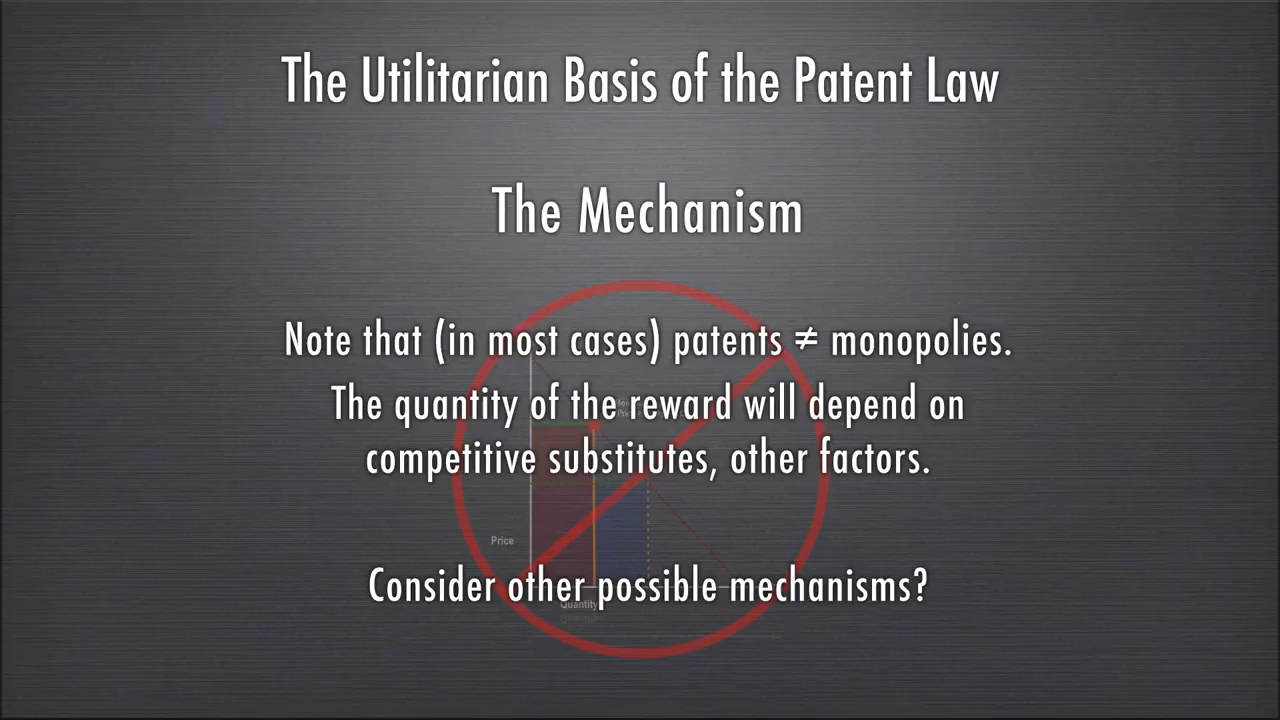 The Utilitarian Basis of the Patent Law
The Mechanism
Note that (in most cases) patents ≠ monopolies.
The quantity of the reward will depend on
competitive substitutes, other factors.
Price
Consider other possible mechanisms?
Quantity